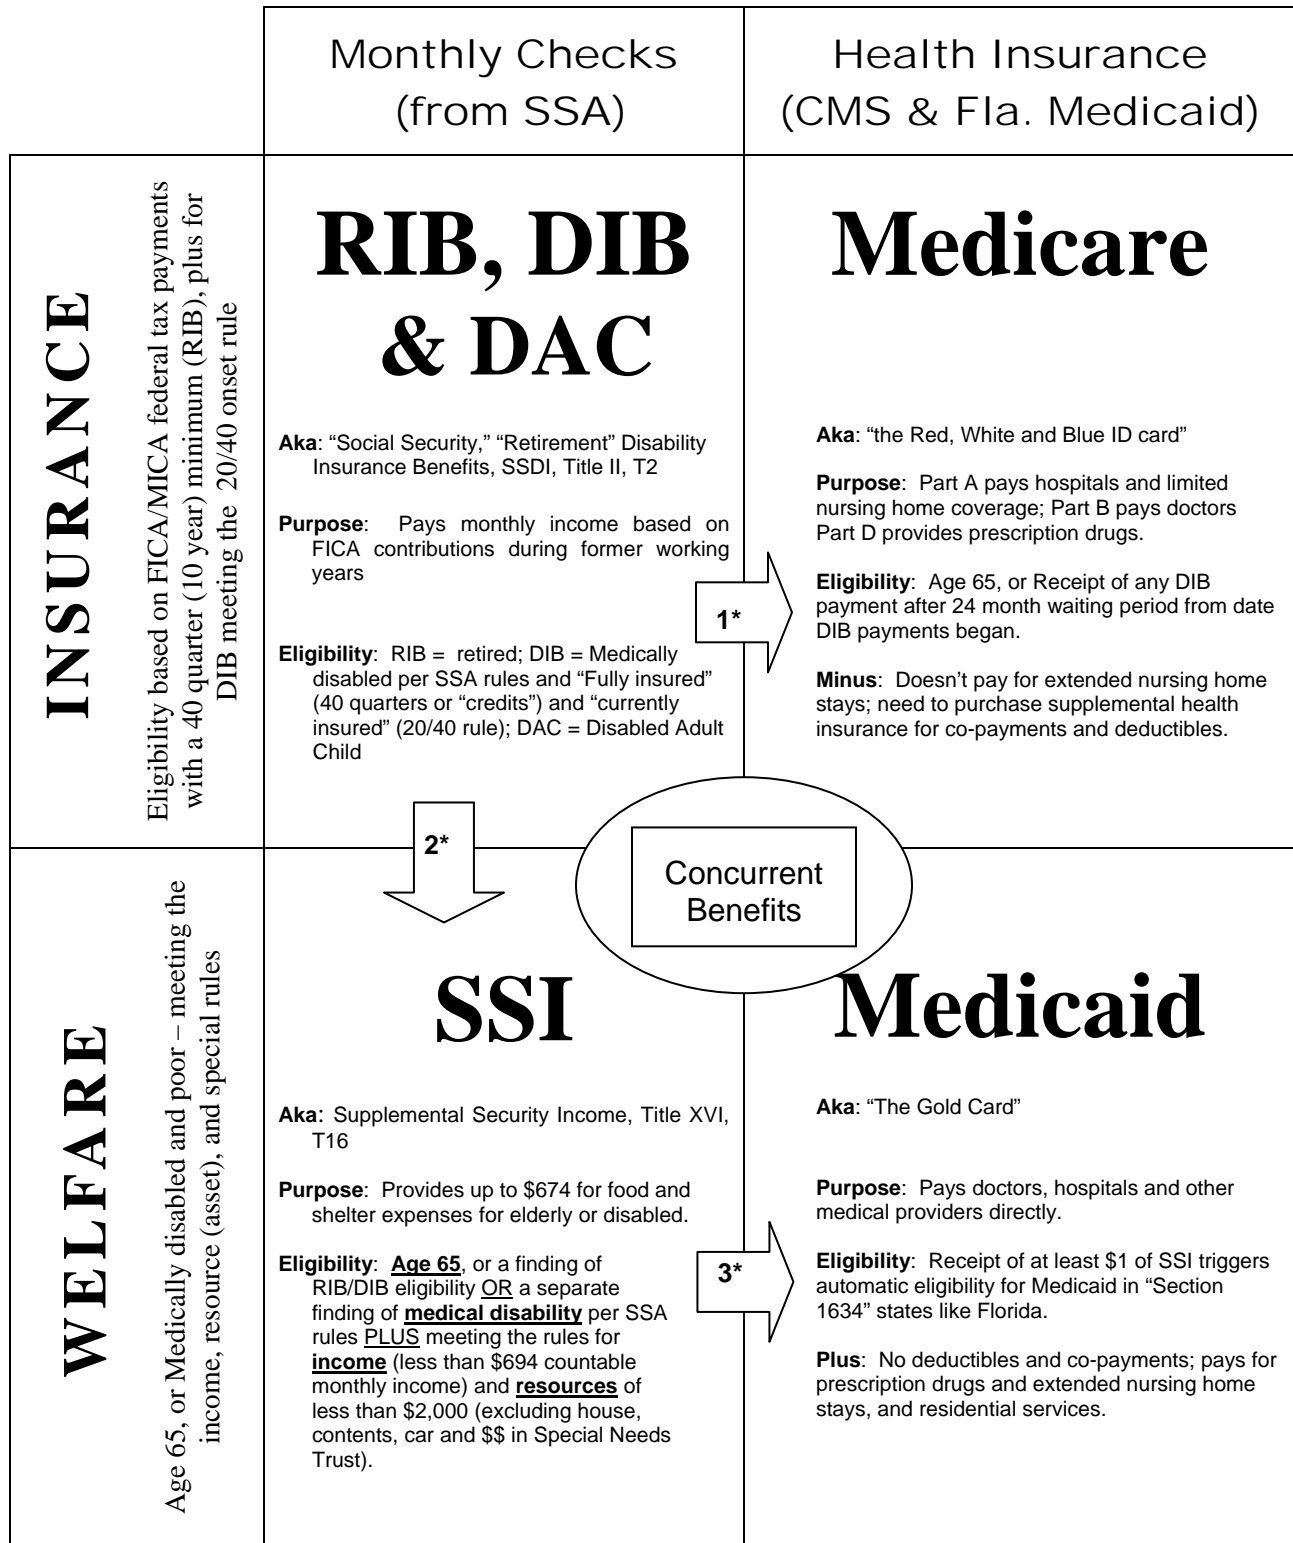 Monthly Checks
(from SSA)
Health Insurance
(CMS & Fla. Medicaid)
INSURANCE
Eligibility based on FICA/MICA federal tax payments
with a 40 quarter (10 year) minimum (RIB), plus for
DIB meeting the 20/40 onset rule
RIB, DIB
& DAC
Aka: “Social Security,” “Retirement” Disability
Insurance Benefits, SSDI, Title II, T2
Purpose: Pays monthly income based on
FICA contributions during former working
years
Eligibility: RIB = retired; DIB = Medically
disabled per SSA rules and “Fully insured”
(40 quarters or “credits”) and “currently
insured” (20/40 rule); DAC = Disabled Adult
Child
1*
Medicare
Aka: “the Red, White and Blue ID card”
Purpose: Part A pays hospitals and limited
nursing home coverage; Part B pays doctors
Part D provides prescription drugs.
Eligibility: Age 65, or Receipt of any DIB
payment after 24 month waiting period from date
DIB payments began.
Minus: Doesn’t pay for extended nursing home
stays; need to purchase supplemental health
insurance for co-payments and deductibles.
2*
Concurrent
Benefits
WELFARE
Age 65, or Medically disabled and poor – meeting the
income, resource (asset), and special rules
SSI
Aka: Supplemental Security Income, Title XVI,
T16
Purpose: Provides up to $674 for food and
shelter expenses for elderly or disabled.
Eligibility: Age 65, or a finding of
RIB/DIB eligibility OR a separate
finding of medical disability per SSA
rules PLUS meeting the rules for
income (less than $694 countable
monthly income) and resources of
less than $2,000 (excluding house,
contents, car and $$ in Special Needs
Trust).
3*
Medicaid
Aka: “The Gold Card”
Purpose: Pays doctors, hospitals and other
medical providers directly.
Eligibility: Receipt of at least $1 of SSI triggers
automatic eligibility for Medicaid in “Section
1634” states like Florida.
Plus: No deductibles and co-payments; pays for
prescription drugs and extended nursing home
stays, and residential services.